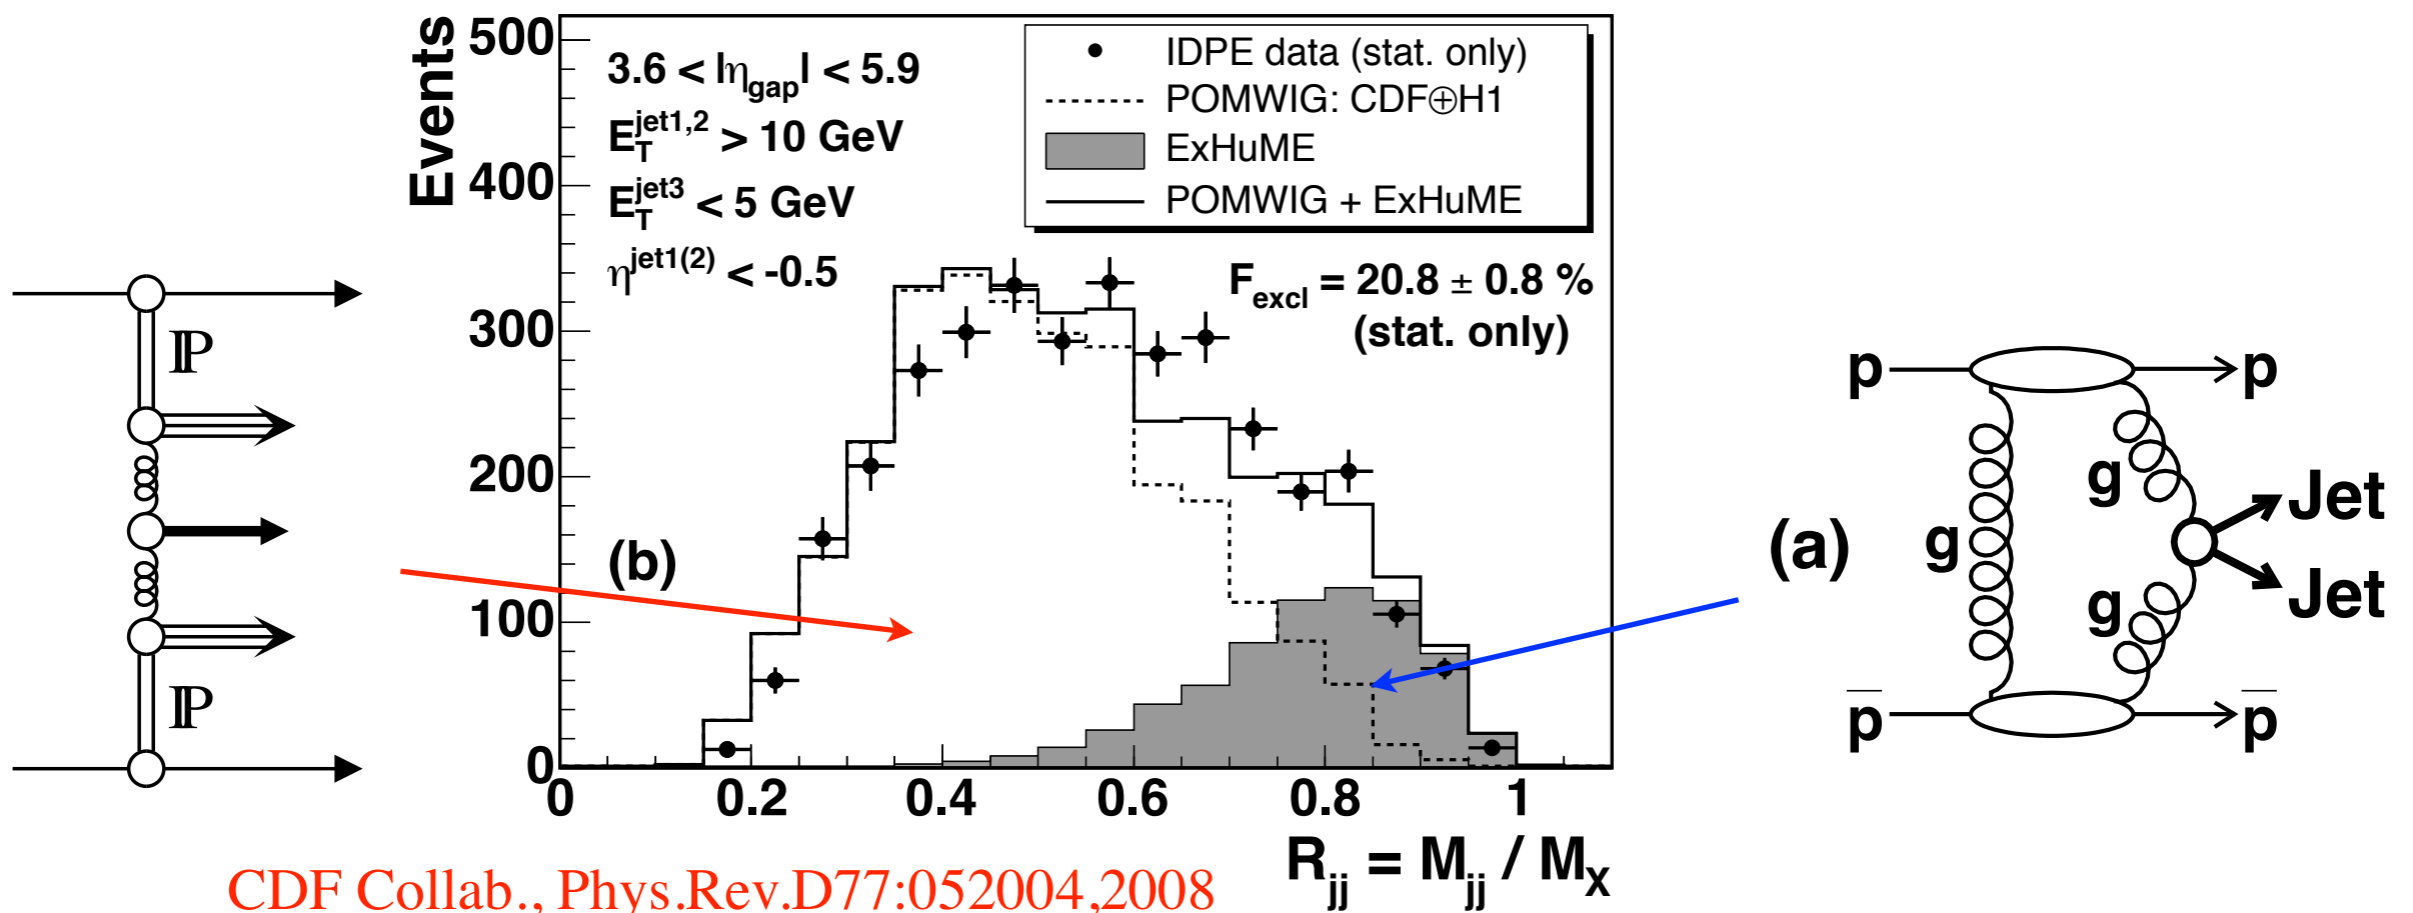 Events
500
400
300
200
100
0
3.6 < |η_gap| < 5.9
E_T^jet1,2 > 10 GeV
E_T^jet3 < 5 GeV
η^jet1(2) < -0.5
IDPE data (stat. only)
POMWIG: CDF⊕H1
ExHuME
POMWIG + ExHuME
F_excl = 20.8 ± 0.8 %
(stat. only)
(b)
0 0.2 0.4 0.6 0.8 1
R_jj = M_jj / M_X
ℙ
ℙ
(a)
p p
g
g
g
Jet
Jet
p̅ p̅
CDF Collab., Phys.Rev.D77:052004,2008